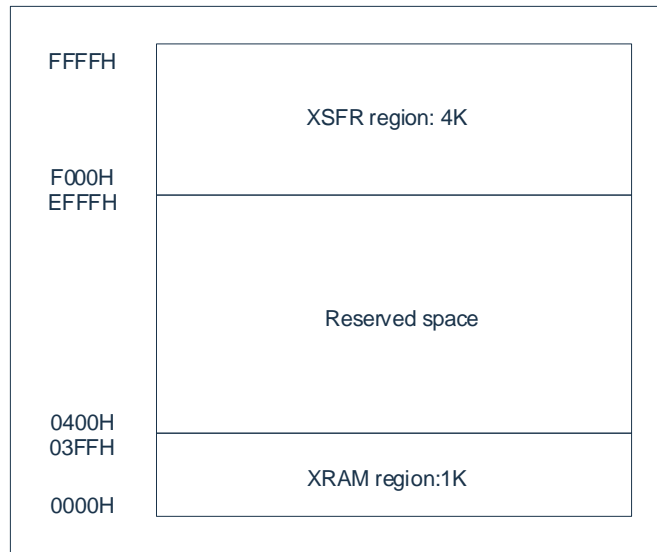 FFFFH
XSFR region: 4K
F000H
EFFFH
Reserved space
0400H
03FFH
XRAM region:1K
0000H